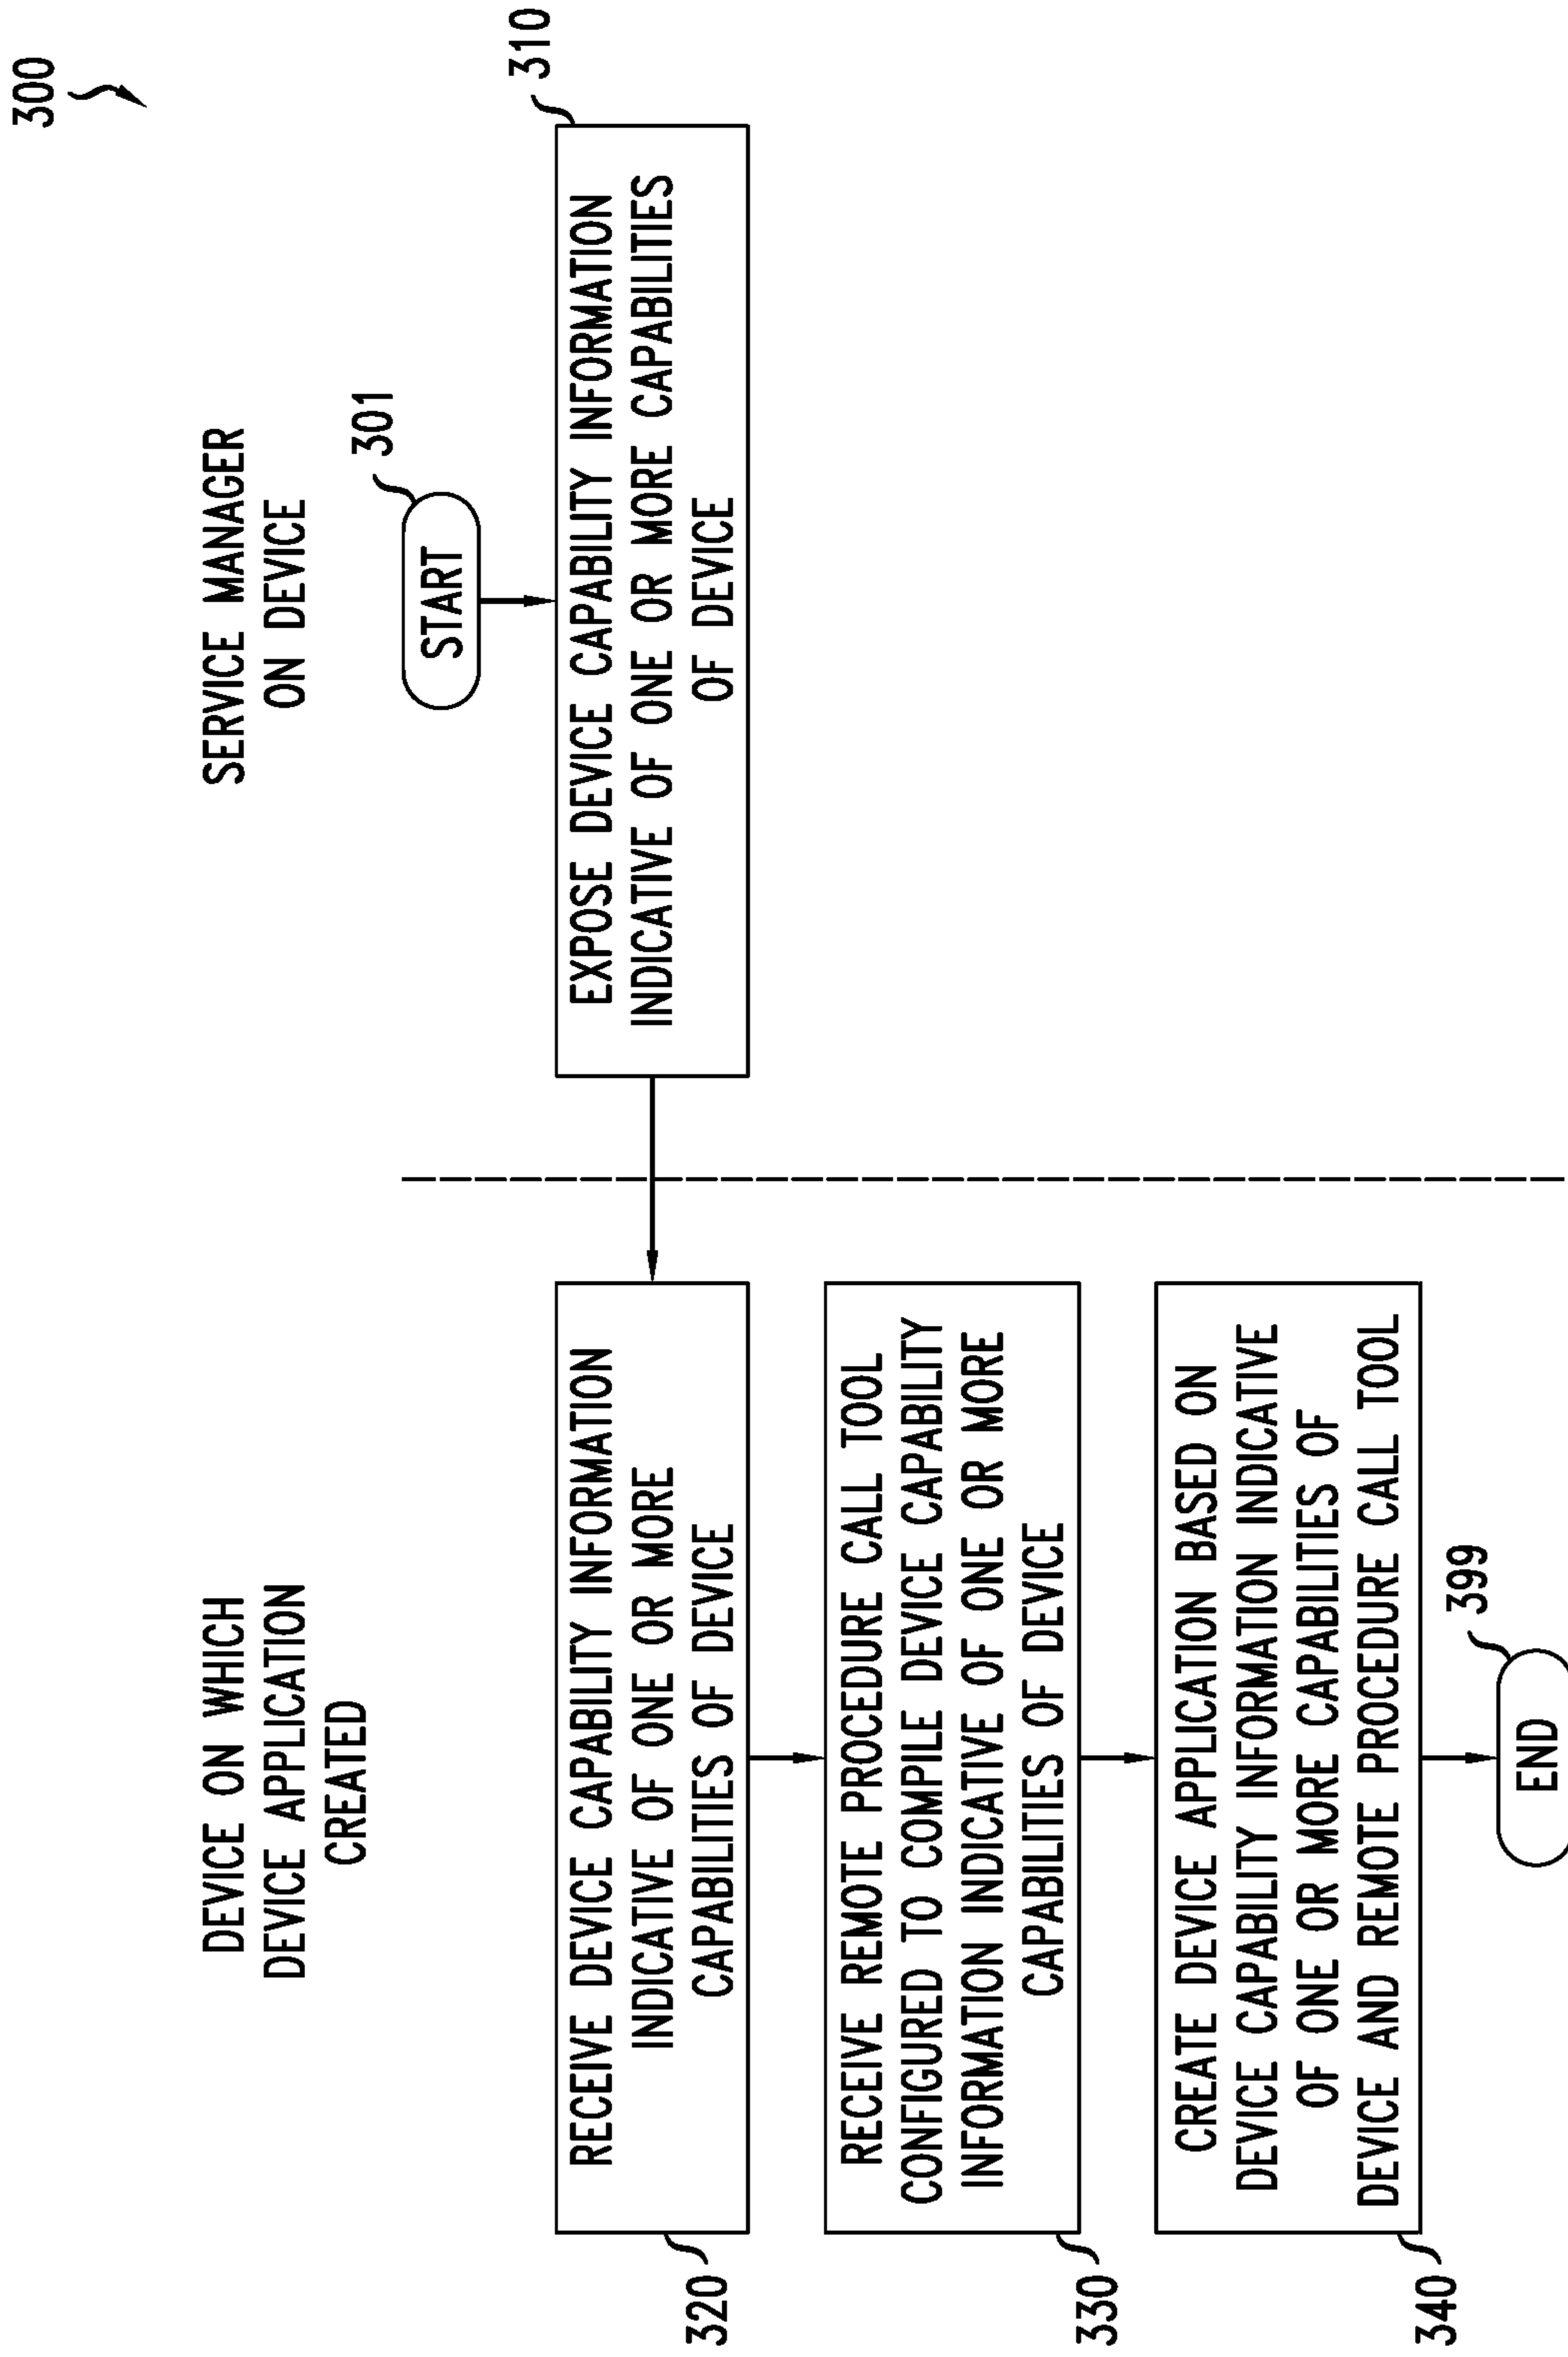 300
DEVICE ON WHICH
DEVICE APPLICATION
CREATED
SERVICE MANAGER
ON DEVICE
START
301
EXPOSE DEVICE CAPABILITY INFORMATION
INDICATIVE OF ONE OR MORE CAPABILITIES
OF DEVICE
310
RECEIVE DEVICE CAPABILITY INFORMATION
INDICATIVE OF ONE OR MORE
CAPABILITIES OF DEVICE
320
RECEIVE REMOTE PROCEDURE CALL TOOL
CONFIGURED TO COMPILE DEVICE CAPABILITY
INFORMATION INDICATIVE OF ONE OR MORE
CAPABILITIES OF DEVICE
330
CREATE DEVICE APPLICATION BASED ON
DEVICE CAPABILITY INFORMATION INDICATIVE
OF ONE OR MORE CAPABILITIES OF
DEVICE AND REMOTE PROCEDURE CALL TOOL
340
END
399